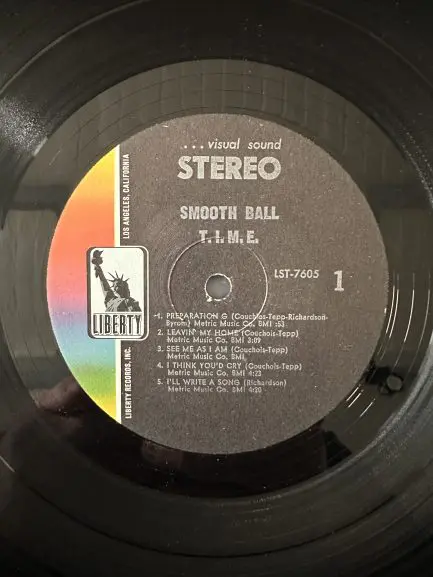 ...visual sound
STEREO
SMOOTH BALL
T. I. M. E.
LST-7605
1
1. PREPARATION G (Couchois-Tepp-Richardson-
Byrom) Metric Music Co. BMI :53
2. LEAVIN' MY HOME (Couchois-Tepp)
Metric Music Co. BMI 3:09
3. SEE ME AS I AM (Couchois-Tepp)
Metric Music Co. BMI
4. I THINK YOU'D CRY (Couchois-Tepp)
Metric Music Co. BMI 4:23
5. I'LL WRITE A SONG (Richardson)
Metric Music Co. BMI 4:20
LIBERTY
LOS ANGELES, CALIFORNIA
LIBERTY RECORDS, INC.